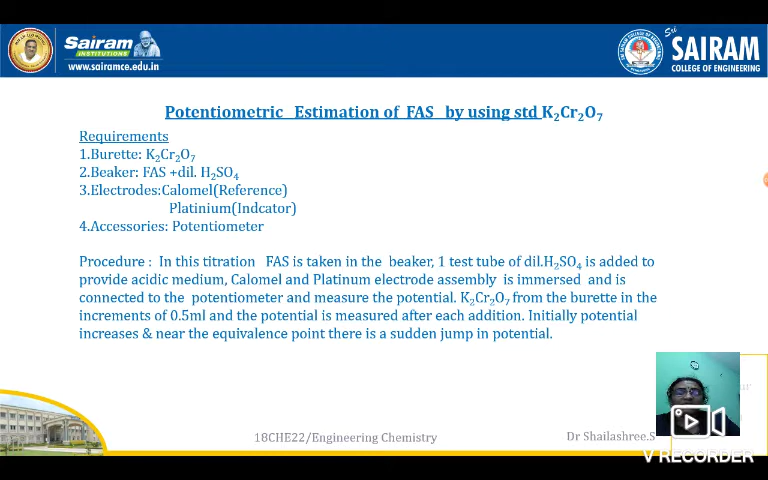 Sairam
INSTITUTIONS
www.sairamce.edu.in
Sri
SAIRAM
COLLEGE OF ENGINEERING
Potentiometric Estimation of FAS by using std K₂Cr₂O₇
Requirements
1.Burette: K₂Cr₂O₇
2.Beaker: FAS +dil. H₂SO₄
3.Electrodes:Calomel(Reference)
Platinium(Indcator)
4.Accessories: Potentiometer
Procedure : In this titration FAS is taken in the beaker, 1 test tube of dil.H₂SO₄ is added to
provide acidic medium, Calomel and Platinum electrode assembly is immersed and is
connected to the potentiometer and measure the potential. K₂Cr₂O₇ from the burette in the
increments of 0.5ml and the potential is measured after each addition. Initially potential
increases & near the equivalence point there is a sudden jump in potential.
18CHE22/Engineering Chemistry
Dr Shailashree.S
V RECORDER